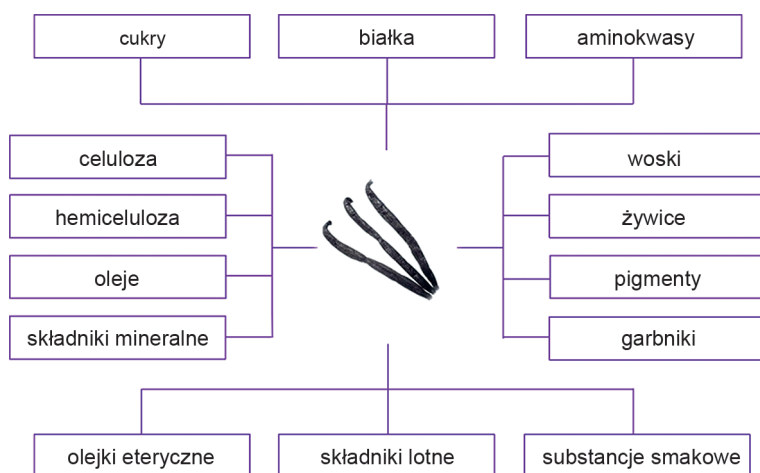 cukry
białka
aminokwasy
celuloza
woski
hemiceluloza
żywice
oleje
pigmenty
składniki mineralne
garbniki
olejki eteryczne
składniki lotne
substancje smakowe